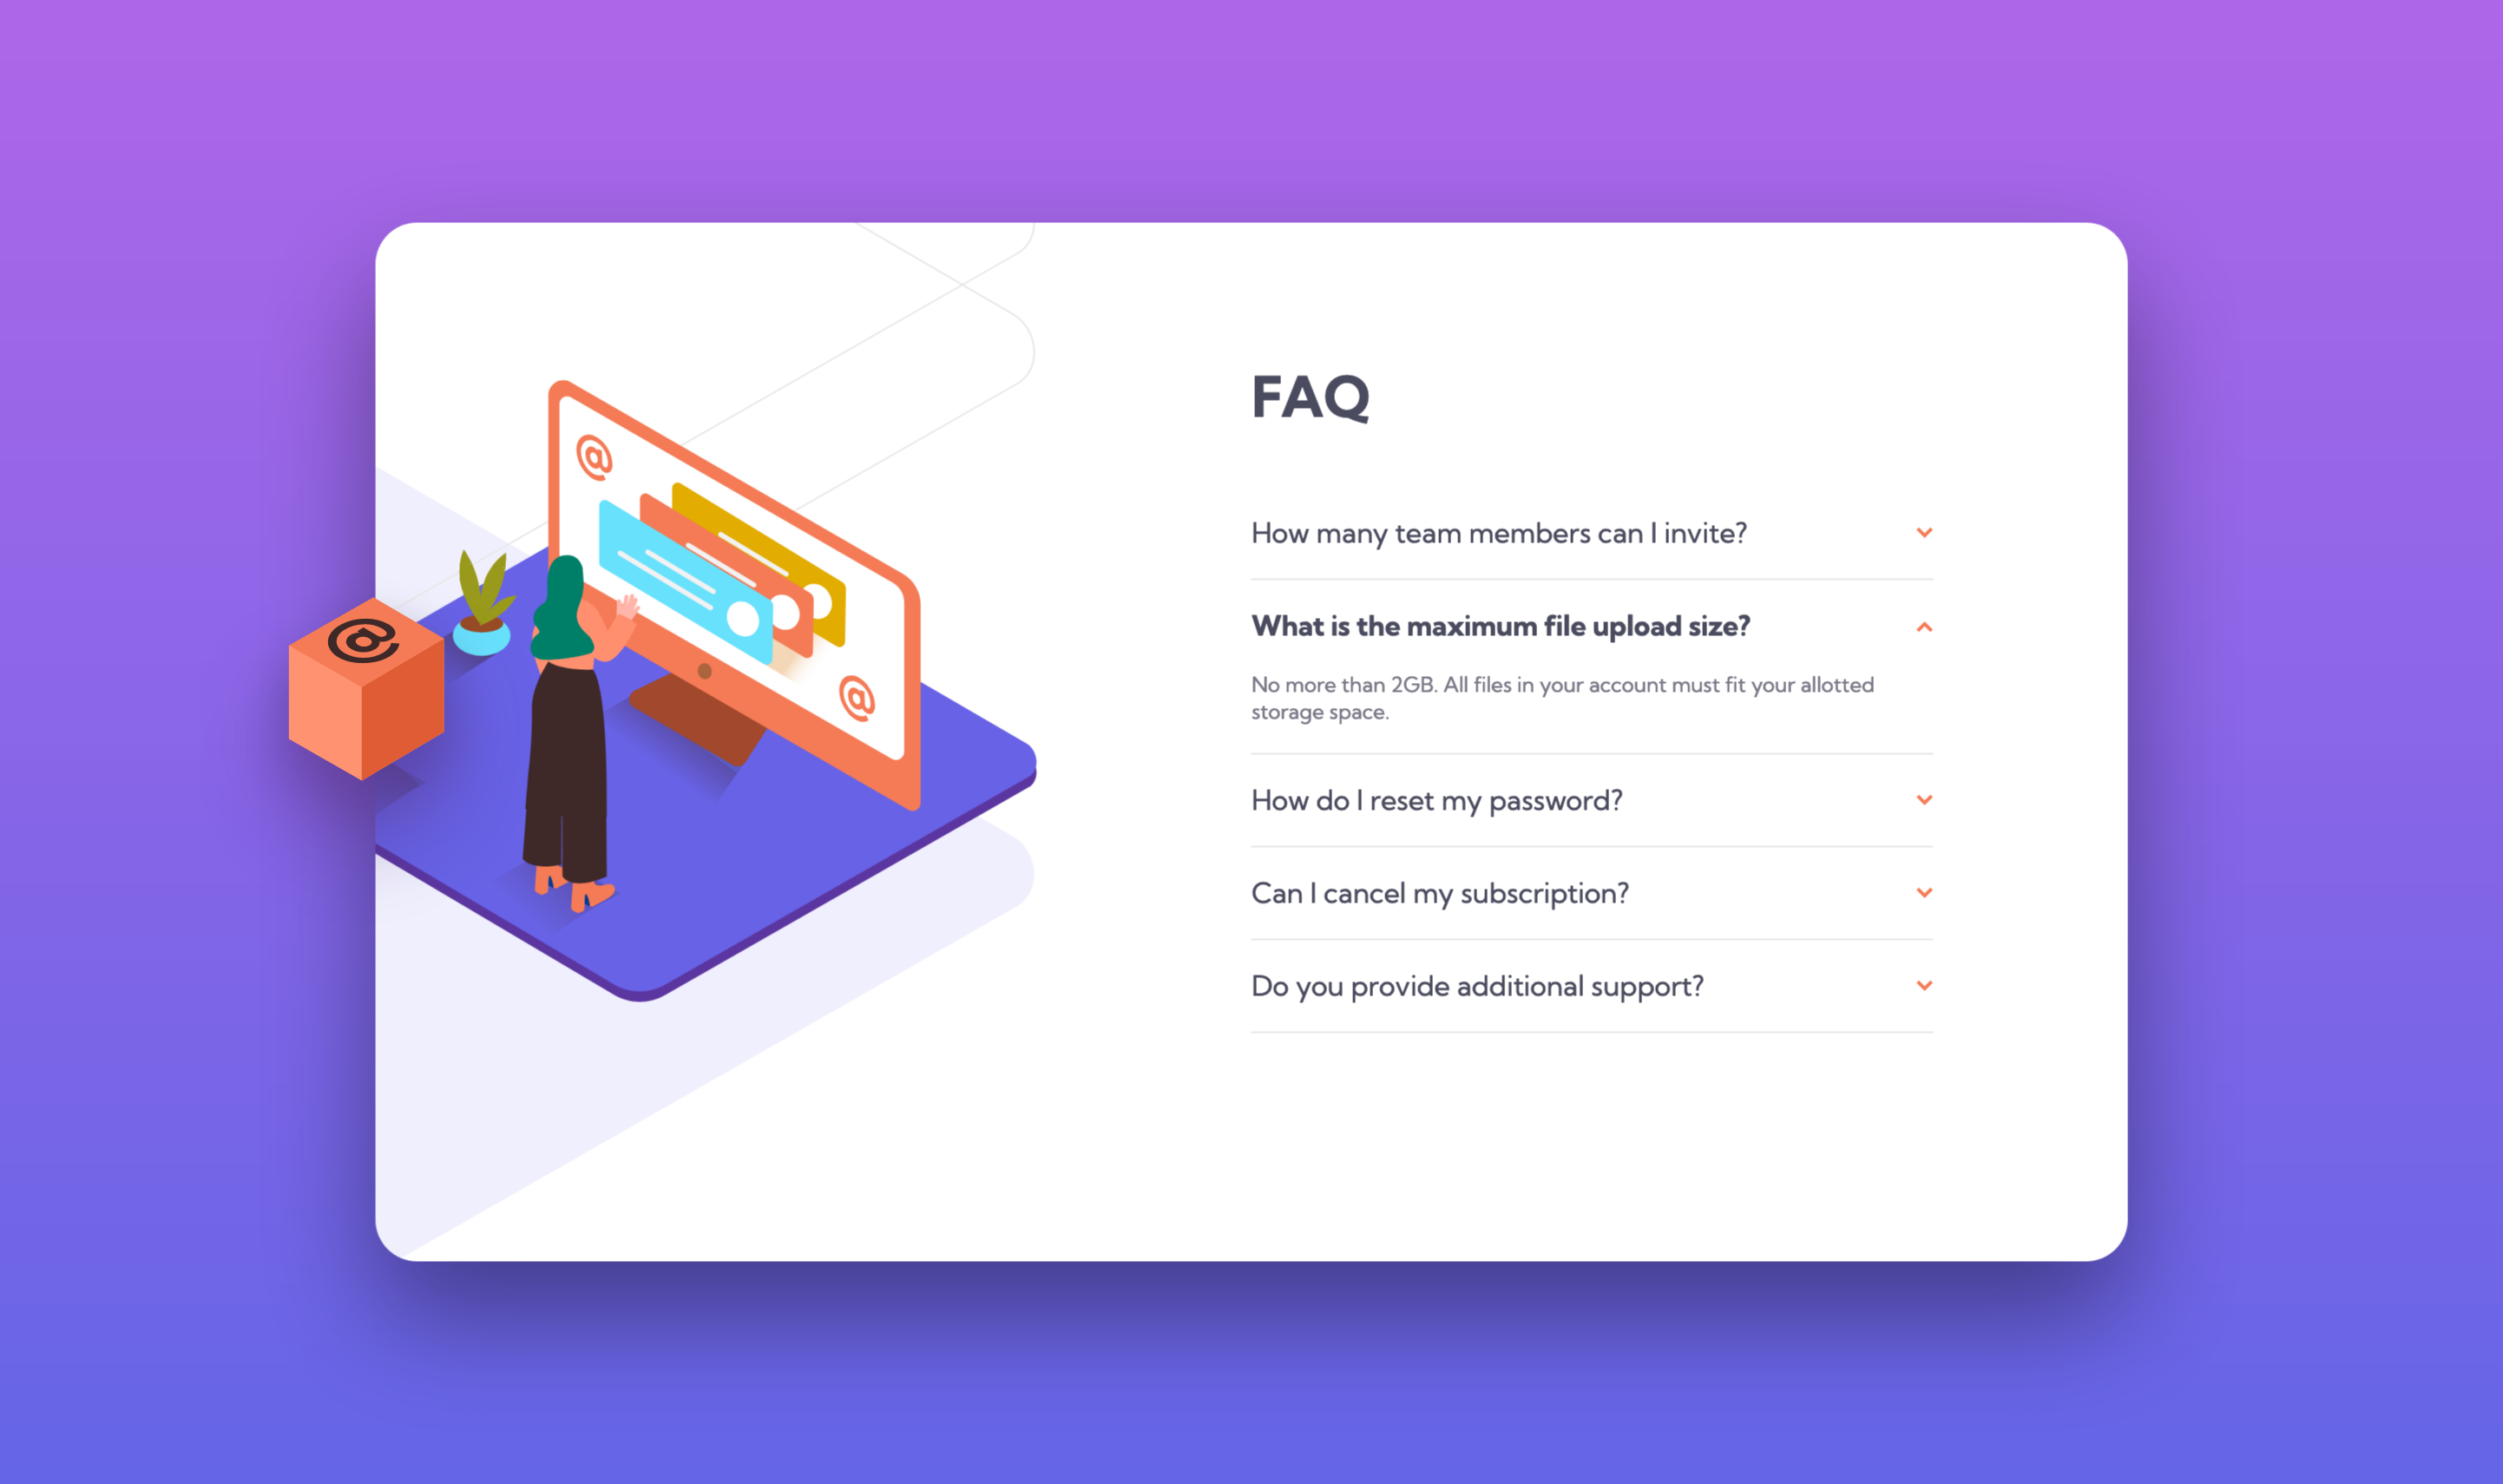 @
@
@
FAQ
How many team members can I invite?
What is the maximum file upload size?
No more than 2GB. All files in your account must fit your allotted
storage space.
How do I reset my password?
Can I cancel my subscription?
Do you provide additional support?